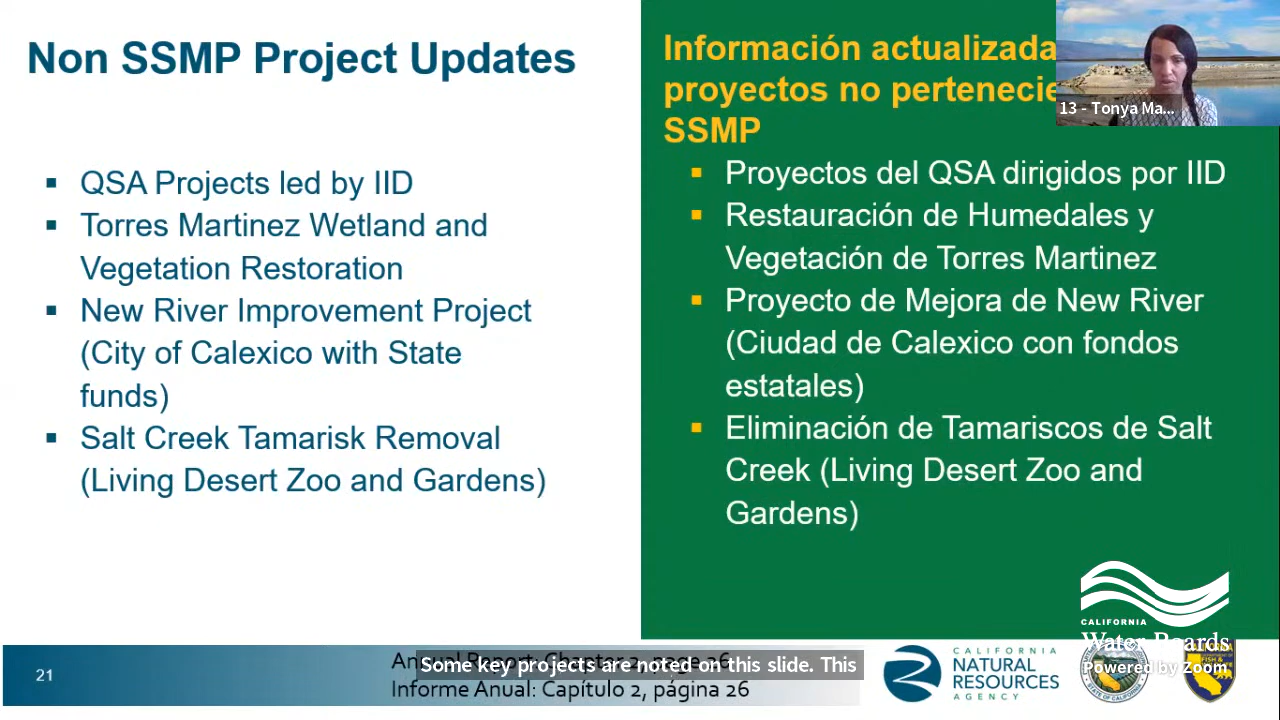 Non SSMP Project Updates
▪ QSA Projects led by IID
▪ Torres Martinez Wetland and
Vegetation Restoration
▪ New River Improvement Project
(City of Calexico with State
funds)
▪ Salt Creek Tamarisk Removal
(Living Desert Zoo and Gardens)
Información actualizada
proyectos no pertenecie
SSMP
▪ Proyectos del QSA dirigidos por IID
▪ Restauración de Humedales y
Vegetación de Torres Martinez
▪ Proyecto de Mejora de New River
(Ciudad de Calexico con fondos
estatales)
▪ Eliminación de Tamariscos de Salt
Creek (Living Desert Zoo and
Gardens)
13 - Tonya Ma...
21
Some key projects are noted on this slide. This
Informe Anual: Capítulo 2, página 26
CALIFORNIA
NATURAL
RESOURCES
AGENCY
CALIFORNIA
Water Boards
Powered by Zoom